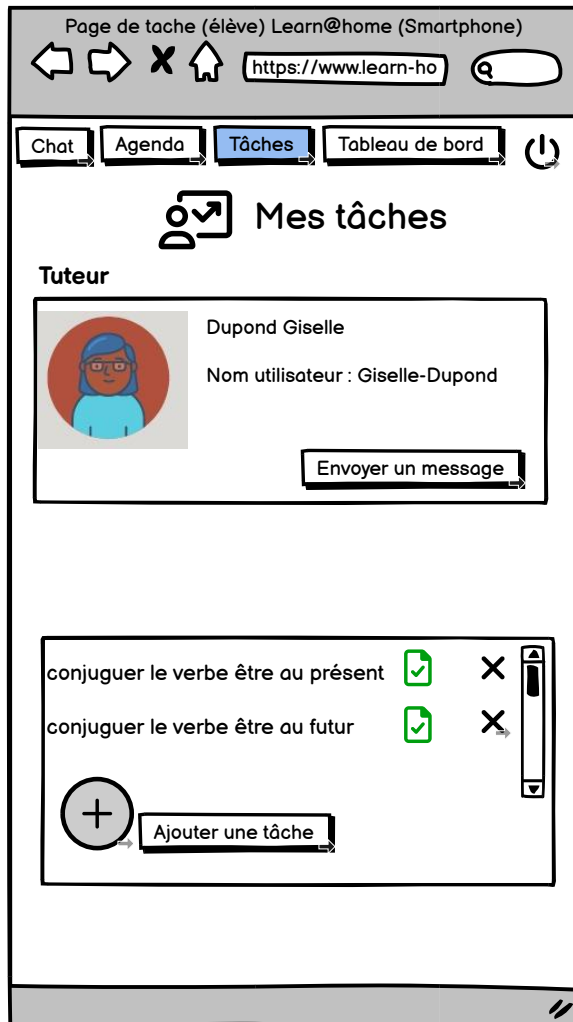 Page de tache (élève) Learn@home (Smartphone)
https://www.learn-ho
Chat
Agenda
Tâches
Tableau de bord
Mes tâches
Tuteur
Dupond Giselle
Nom utilisateur : Giselle-Dupond
Envoyer un message
conjuguer le verbe être au présent
conjuguer le verbe être au futur
Ajouter une tâche